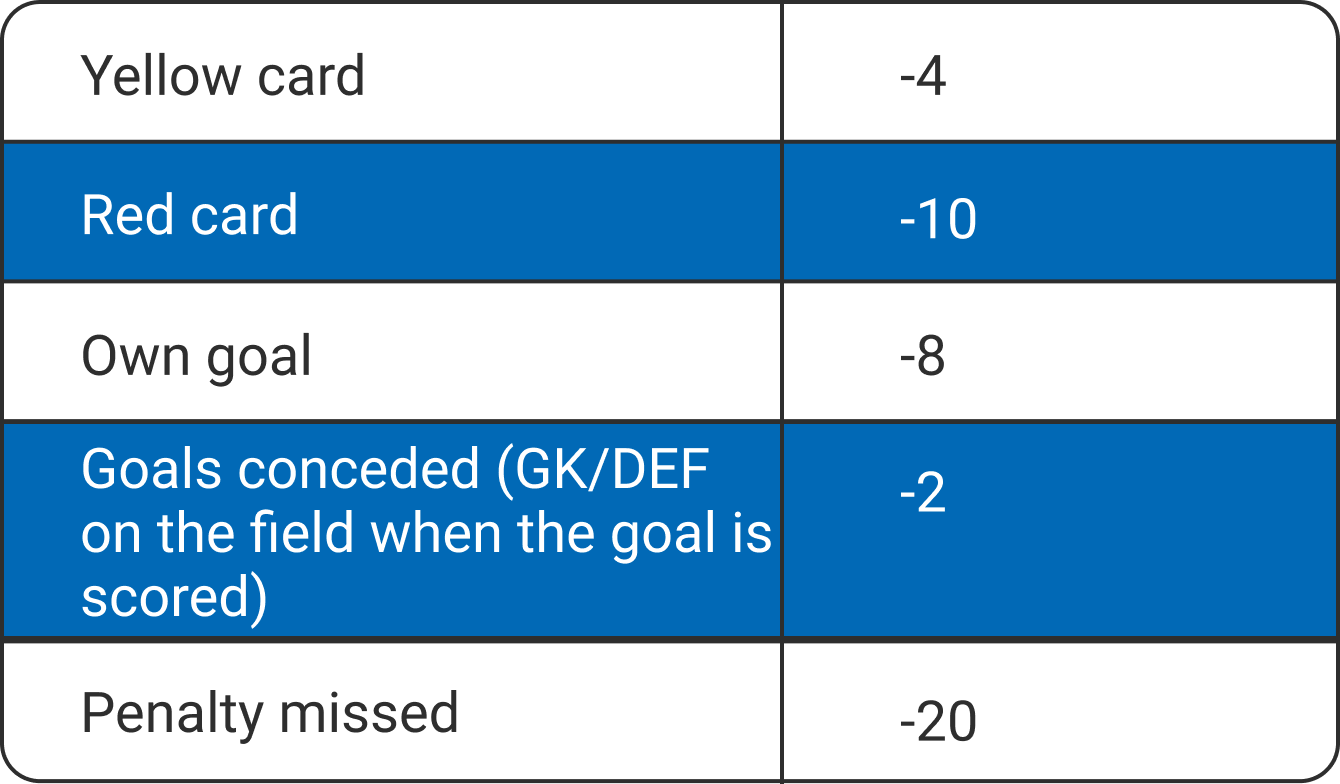 Yellow card -4
Red card -10
Own goal -8
Goals conceded (GK/DEF -2
on the field when the goal is
scored)
Penalty missed -20